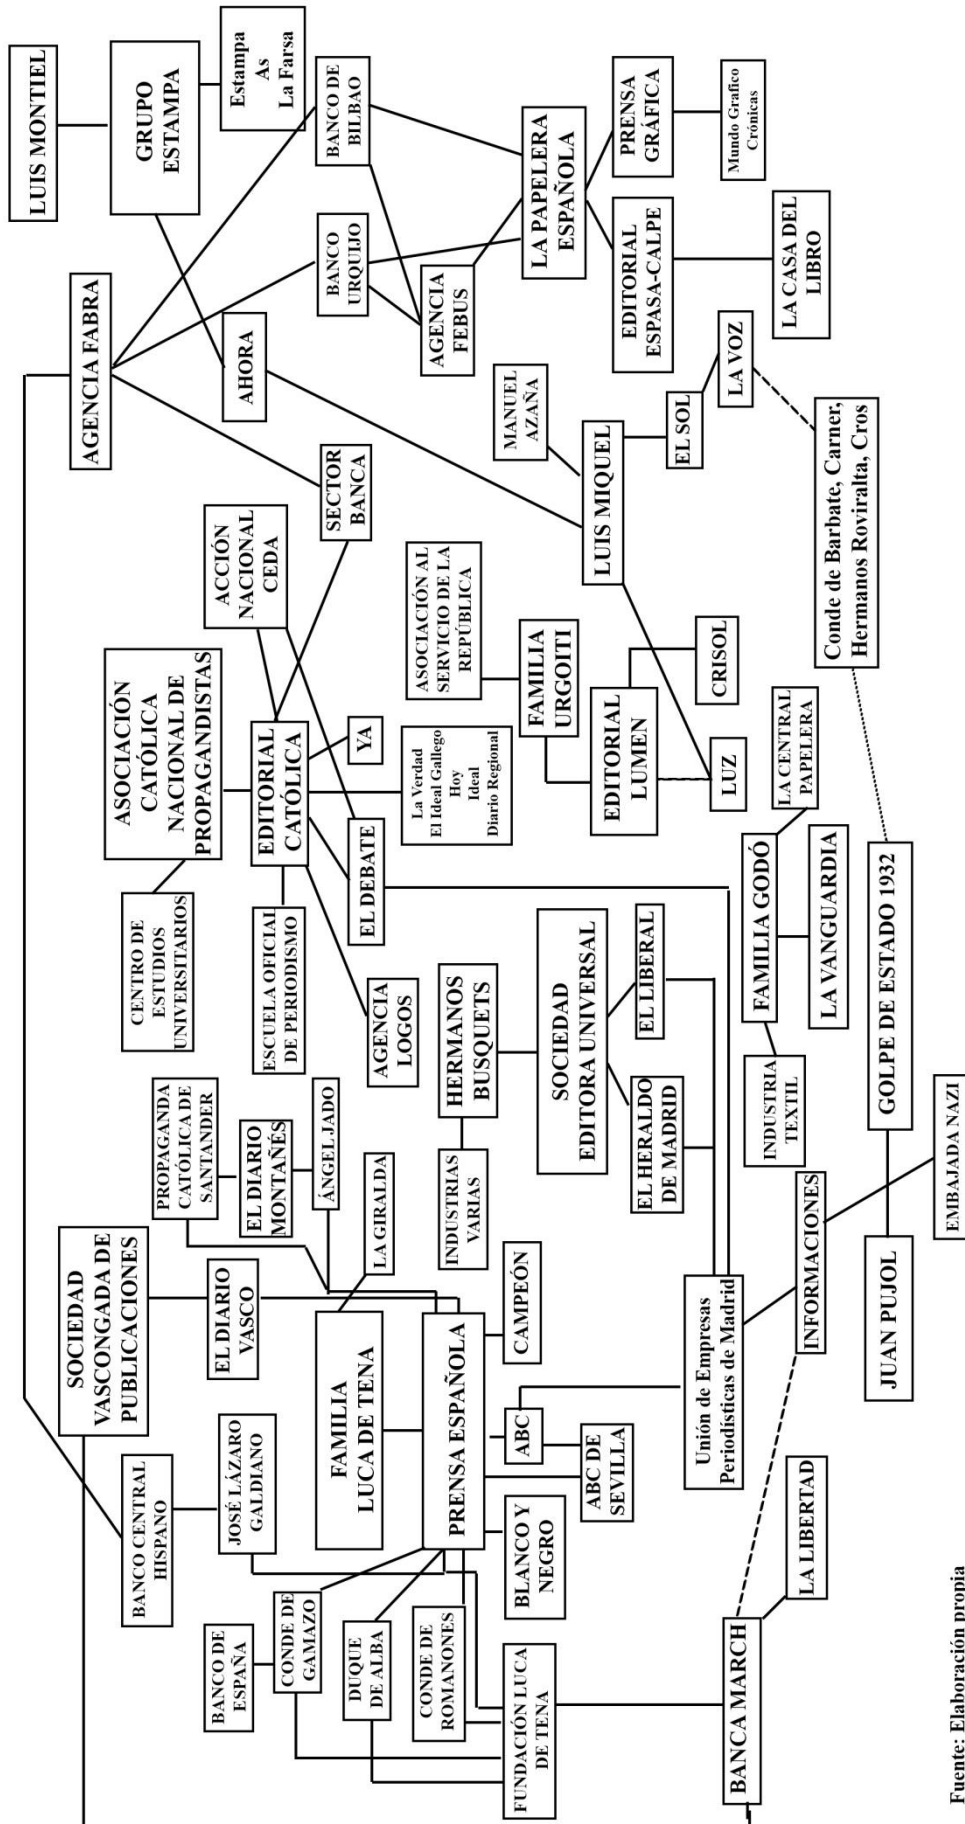 LUIS MONTIEL
SOCIEDAD
VASCONGADA DE
PUBLICACIONES
AGENCIA FABRA
GRUPO
ESTAMPA
ASOCIACIÓN
CATÓLICA
NACIONAL DE
PROPAGANDISTAS
BANCO CENTRAL
HISPANO
CENTRO DE
ESTUDIOS
UNIVERSITARIOS
PROPAGANDA
CATÓLICA DE
SANTANDER
BANCO DE
ESPAÑA
JOSÉ LÁZARO
GALDIANO
EL DIARIO
VASCO
EL DIARIO
MONTAÑÉS
ACCIÓN
NACIONAL
CEDA
AHORA
Estampa
As
La Farsa
ESCUELA OFICIAL
DE PERIODISMO
EDITORIAL
CATÓLICA
CONDE DE
GAMAZO
ÁNGEL JADO
SECTOR
BANCA
BANCO
URQUIJO
BANCO DE
BILBAO
FAMILIA
LUCA DE TENA
LA GIRALDA
DUQUE
DE ALBA
EL DEBATE
YA
AGENCIA
LOGOS
La Verdad
El Ideal Gallego
Hoy
Ideal
Diario Regional
ASOCIACIÓN AL
SERVICIO DE LA
REPÚBLICA
AGENCIA
FEBUS
CONDE DE
ROMANONES
PRENSA ESPAÑOLA
INDUSTRIAS
VARIAS
HERMANOS
BUSQUETS
MANUEL
AZAÑA
FUNDACIÓN LUCA
DE TENA
BLANCO Y
NEGRO
ABC
CAMPEÓN
FAMILIA
URGOITI
LA PAPELERA
ESPAÑOLA
ABC DE
SEVILLA
SOCIEDAD
EDITORA UNIVERSAL
LUIS MIQUEL
EDITORIAL
ESPASA-CALPE
PRENSA
GRÁFICA
EL HERALDO
DE MADRID
EL LIBERAL
EDITORIAL
LUMEN
EL SOL
Unión de Empresas
Periodísticas de Madrid
CRISOL
LA VOZ
Mundo Grafico
Crónicas
BANCA MARCH
LUZ
INDUSTRIA
TEXTIL
FAMILIA GODÓ
LA CENTRAL
PAPELERA
LA CASA DEL
LIBRO
LA LIBERTAD
INFORMACIONES
LA VANGUARDIA
Conde de Barbate, Carner,
Hermanos Roviralta, Cros
JUAN PUJOL
GOLPE DE ESTADO 1932
EMBAJADA NAZI
Fuente: Elaboración propia